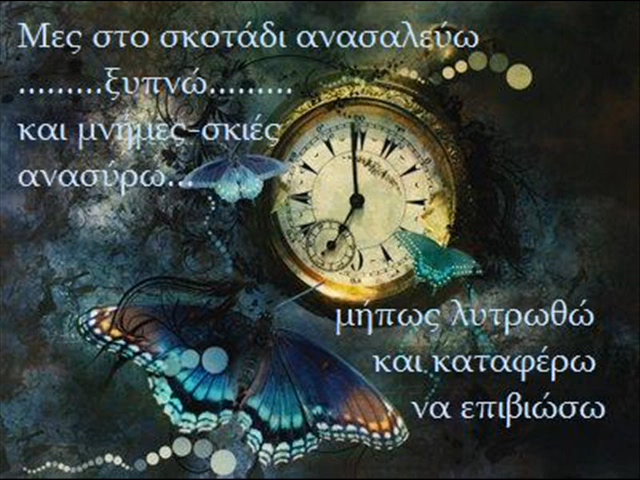 Μες στο σκοτάδι ανασαλεύω
.........ξυπνώ.........
και μνήμες-σκιές
ανασύρω...
μήπως λυτρωθώ
και καταφέρω
να επιβιώσω